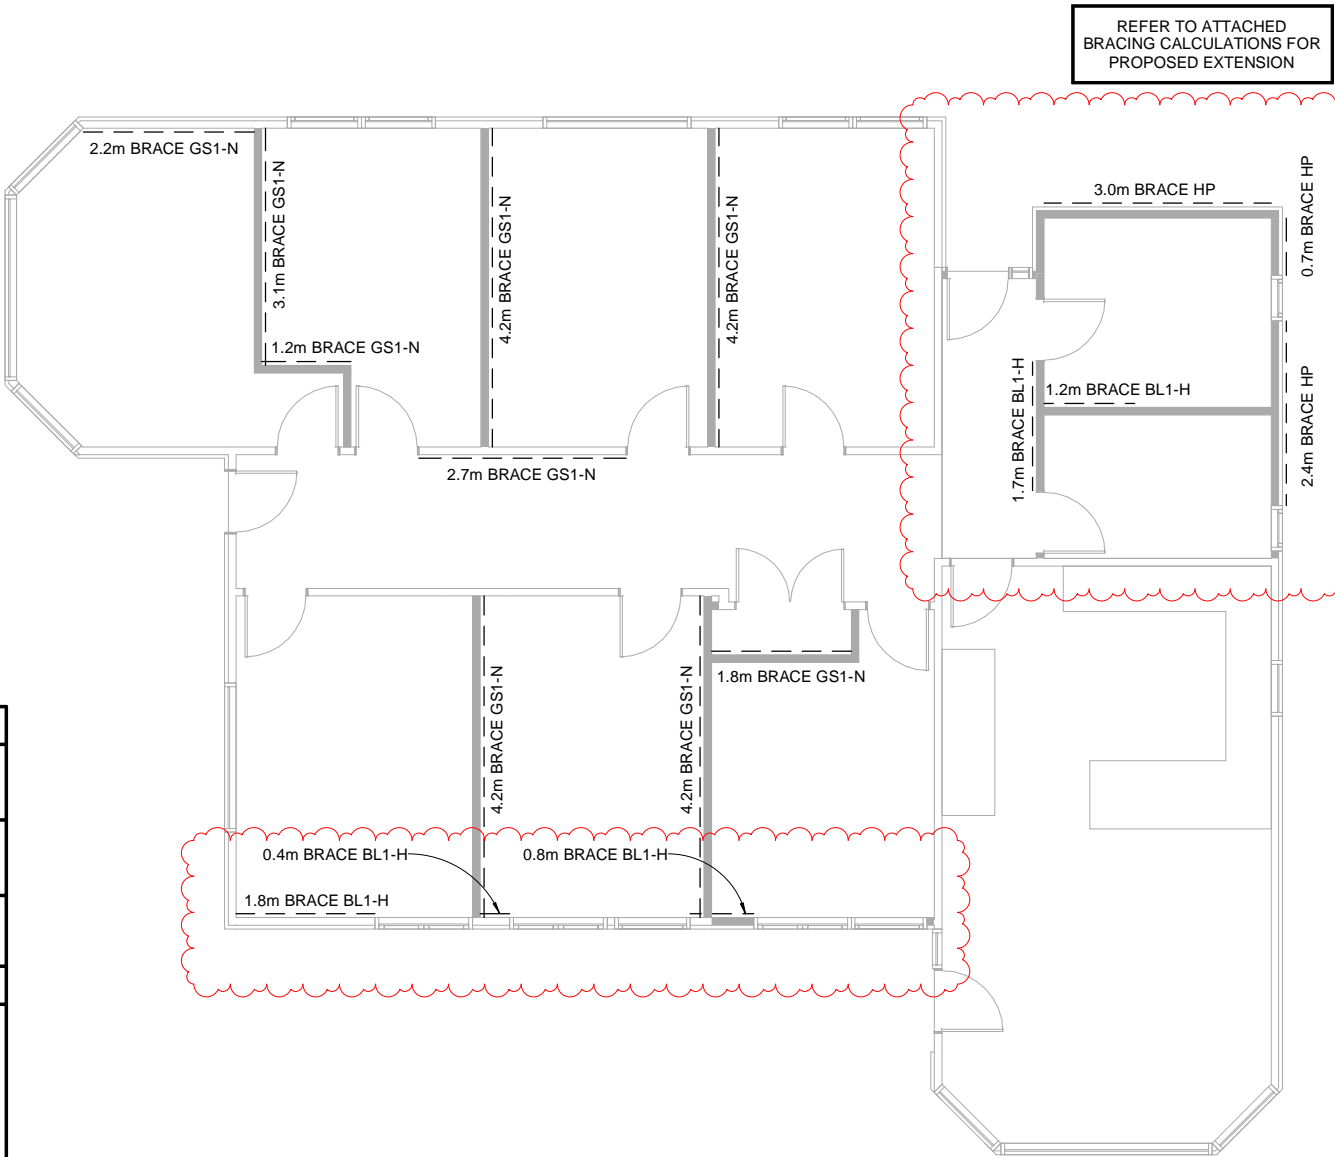 REFER TO ATTACHED
BRACING CALCULATIONS FOR
PROPOSED EXTENSION
2.2m BRACE GS1-N
3.1m BRACE GS1-N
4.2m BRACE GS1-N
4.2m BRACE GS1-N
3.0m BRACE HP
0.7m BRACE HP
1.2m BRACE GS1-N
1.7m BRACE BL1-H
1.2m BRACE BL1-H
2.4m BRACE HP
2.7m BRACE GS1-N
4.2m BRACE GS1-N
4.2m BRACE GS1-N
1.8m BRACE GS1-N
0.4m BRACE BL1-H
0.8m BRACE BL1-H
1.8m BRACE BL1-H